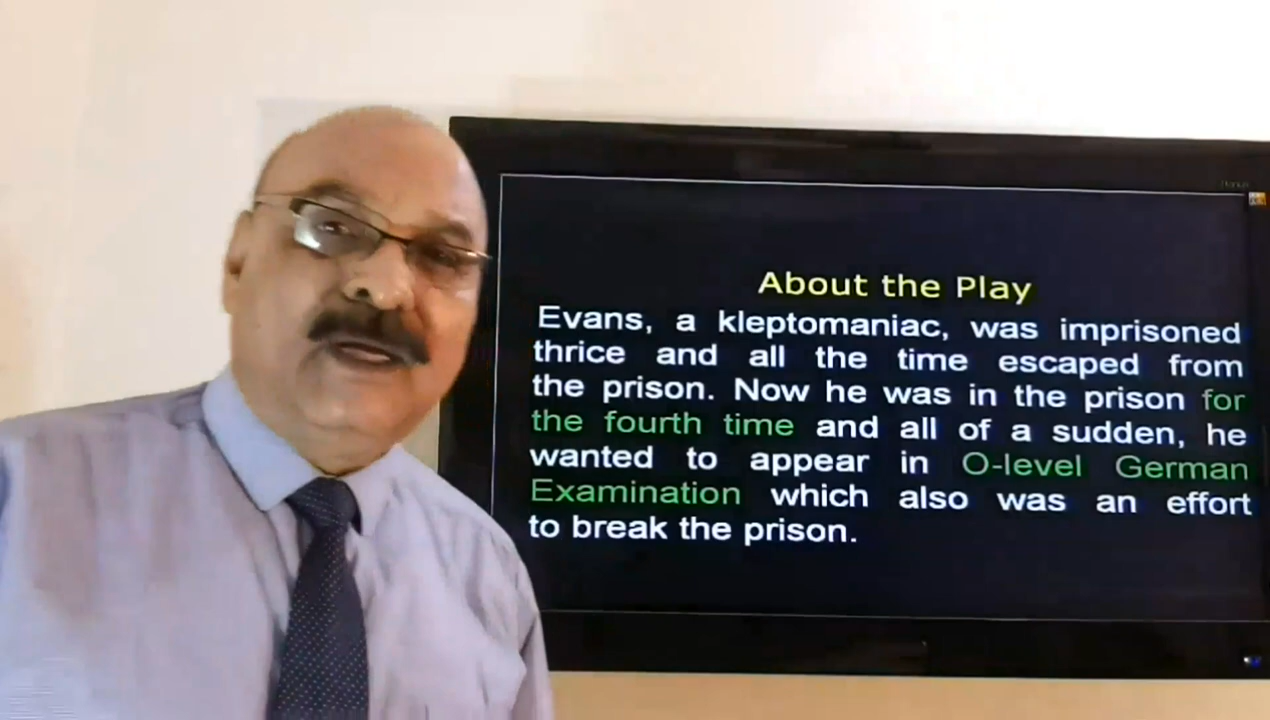 About the Play
Evans, a kleptomaniac, was imprisoned
thrice and all the time escaped from
the prison. Now he was in the prison for
the fourth time and all of a sudden, he
wanted to appear in O-level German
Examination which also was an effort
to break the prison.